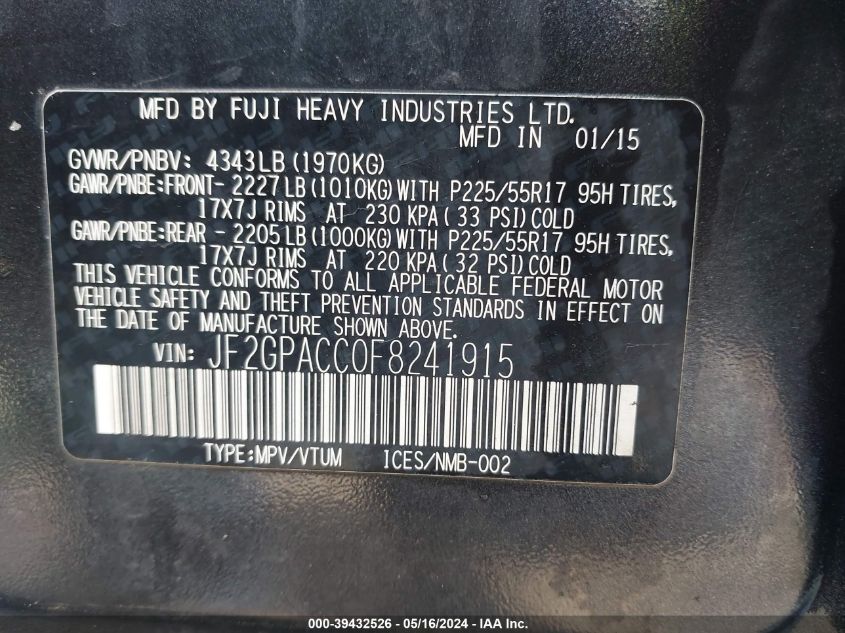 MFD BY FUJI HEAVY INDUSTRIES LTD.
MFD IN 01/15
GVWR/PNBV: 4343LB (1970KG)
GAWR/PNBE:FRONT- 2227LB (1010KG) WITH P225/55R17 95H TIRES,
17X7J RIMS AT 230 KPA ( 33 PSI) COLD
GAWR/PNBE:REAR - 2205LB (1000KG) WITH P225/55R17 95H TIRES,
17X7J RIMS AT 220 KPA ( 32 PSI) COLD
THIS VEHICLE CONFORMS TO ALL APPLICABLE FEDERAL MOTOR
VEHICLE SAFETY AND THEFT PREVENTION STANDARDS IN EFFECT ON
THE DATE OF MANUFACTURE SHOWN ABOVE.
VIN: JF2GPACC0F8241915
TYPE:MPV/VTUM ICES/NMB-002
000-39432526 - 05/16/2024 - IAA Inc.